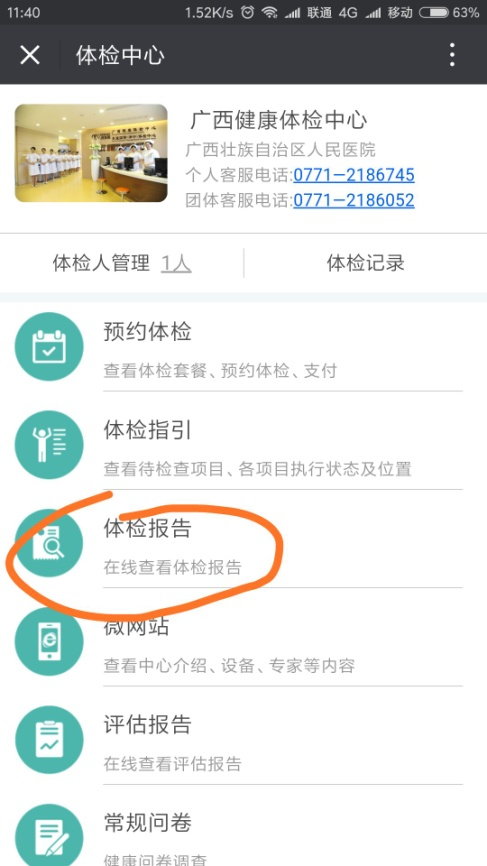 11:40 1.52K/s 联通 4G 移动 63%
体检中心
广西健康体检中心
广西壮族自治区人民医院
个人客服电话:0771—2186745
团体客服电话:0771—2186052
体检人管理 1人 体检记录
预约体检
查看体检套餐、预约体检、支付
体检指引
查看待检查项目、各项目执行状态及位置
体检报告
在线查看体检报告
微网站
查看中心介绍、设备、专家等内容
评估报告
在线查看评估报告
常规问卷
健康问卷调查